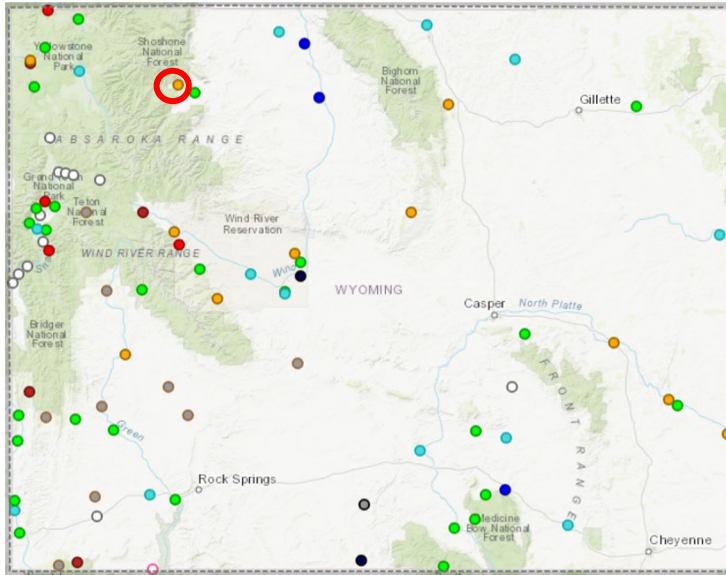 Yellowstone
National
Park
Shoshone
National
Forest
Bighorn
National
Forest
Gillette
ABSAROKA RANGE
Grand Teton
National
Park
Teton
National
Forest
Wind River
Reservation
WIND RIVER RANGE
Wind
WYOMING
Casper
North Platte
Bridger
National
Forest
FRONT RANGE
Green
Rock Springs
Medicine
Bow National
Forest
Cheyenne